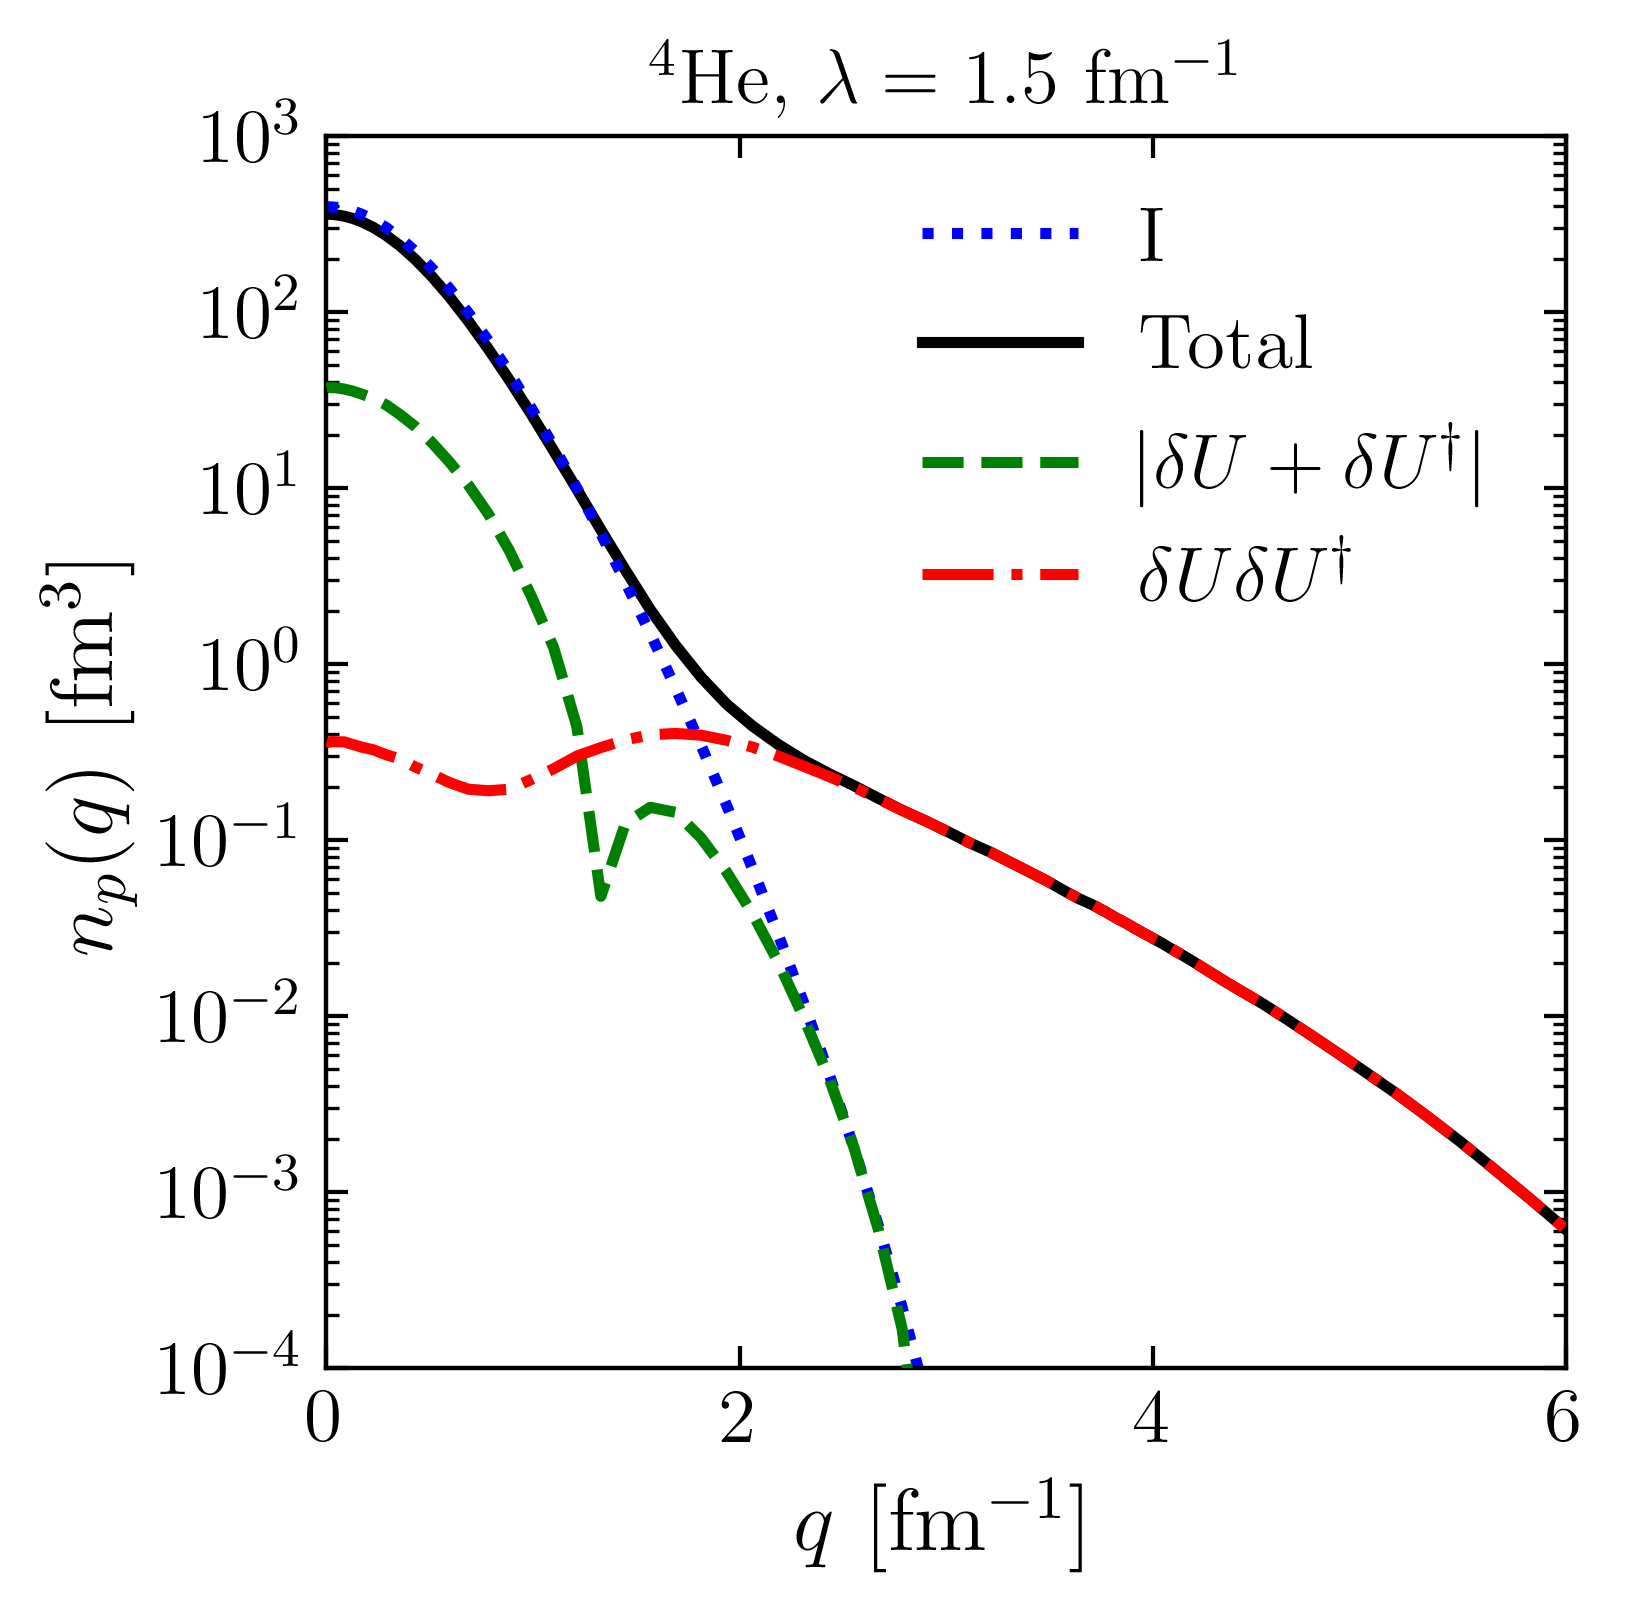 ⁴He, λ = 1.5 fm⁻¹
10³
10²
10¹
10⁰
10⁻¹
10⁻²
10⁻³
10⁻⁴
n_p(q) [fm³]
I
Total
|δU + δU†|
δUδU†
0 2 4 6
q [fm⁻¹]